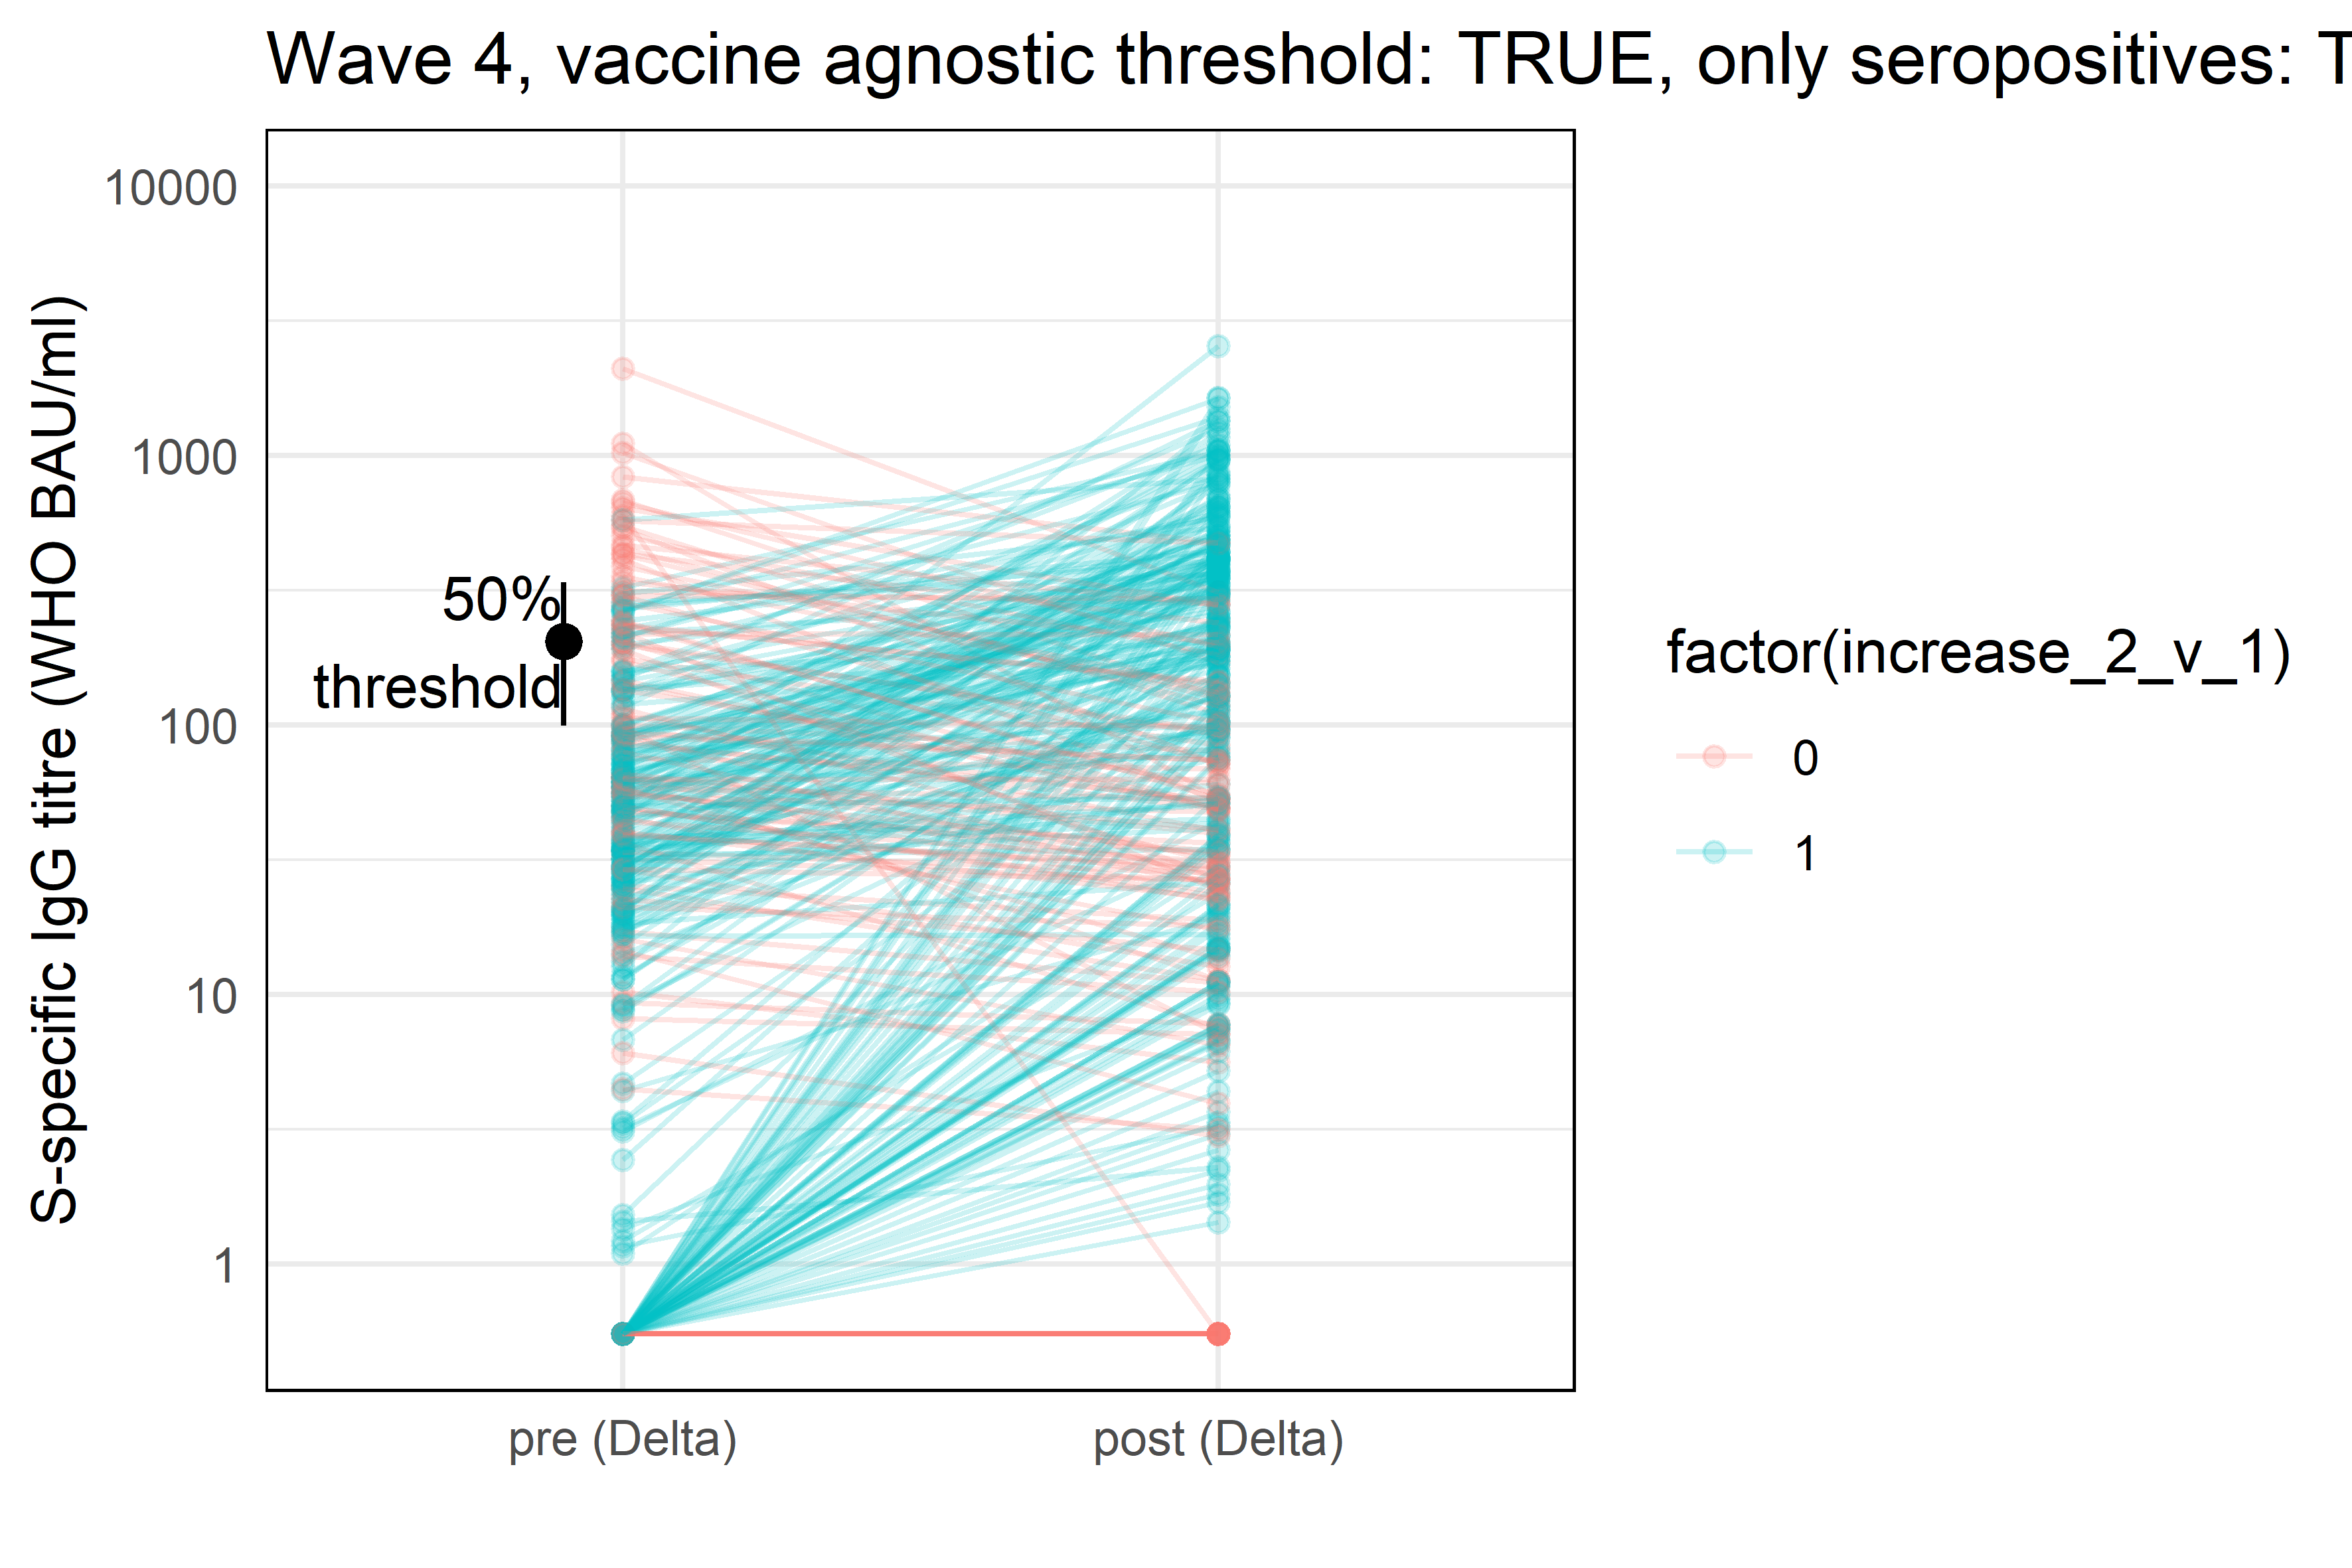 Wave 4, vaccine agnostic threshold: TRUE, only seropositives: T
S-specific IgG titre (WHO BAU/ml)
10000
1000
100
10
1
50%
threshold
pre (Delta)
post (Delta)
factor(increase_2_v_1)
0
1